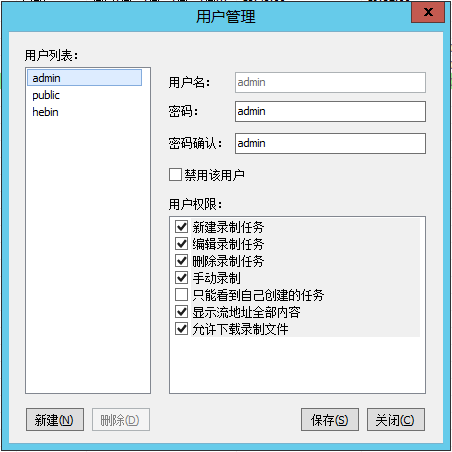 用户管理
x
用户列表:
admin
public
hebin
用户名:
admin
密码:
admin
密码确认:
admin
禁用该用户
用户权限:
新建录制任务
编辑录制任务
删除录制任务
手动录制
只能看到自己创建的任务
显示流地址全部内容
允许下载录制文件
新建(N)
删除(D)
保存(S)
关闭(C)